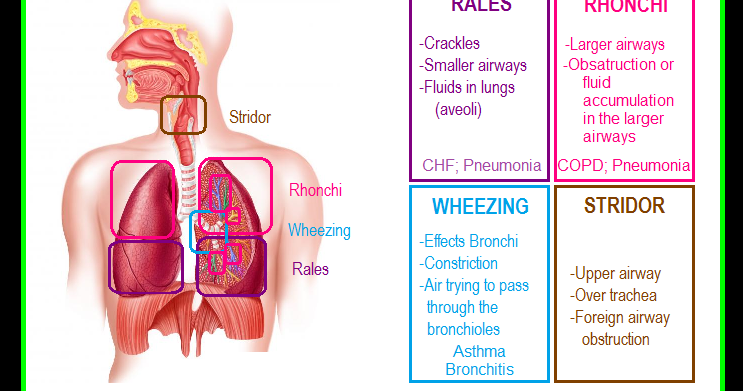 RALES
-Crackles
-Smaller airways
-Fluids in lungs
(aveoli)
CHF; Pneumonia
RHONCHI
-Larger airways
-Obsatruction or
fluid
accumulation
in the larger
airways
COPD; Pneumonia
WHEEZING
-Effects Bronchi
-Constriction
-Air trying to pass
through the
bronchioles
Asthma
Bronchitis
STRIDOR
-Upper airway
-Over trachea
-Foreign airway
obstruction
Stridor
Rhonchi
Wheezing
Rales